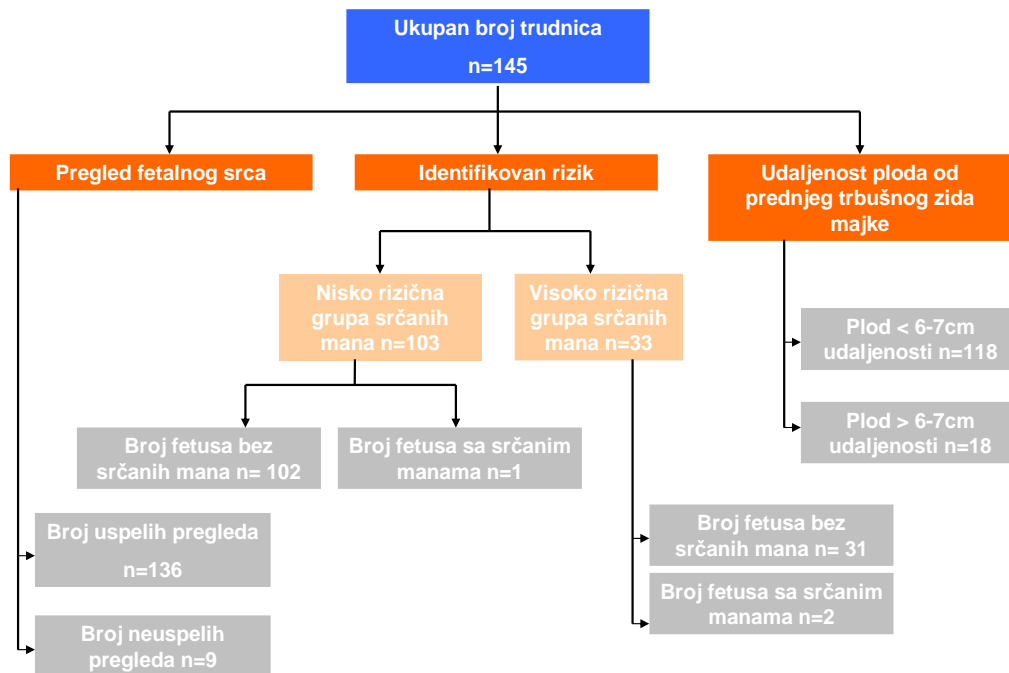 Ukupan broj trudnica
n=145
Pregled fetalnog srca
Identifikovan rizik
Udaljenost ploda od
prednjeg trbušnog zida
majke
Nisko rizična
grupa srčanih
mana n=103
Visoko rizična
grupa srčanih
mana n=33
Plod < 6-7cm
udaljenosti n=118
Plod > 6-7cm
udaljenosti n=18
Broj fetusa bez
srčanih mana n= 102
Broj fetusa sa srčanim
manama n=1
Broj uspelih pregleda
n=136
Broj fetusa bez
srčanih mana n= 31
Broj fetusa sa srčanim
manama n=2
Broj neuspelih
pregleda n=9